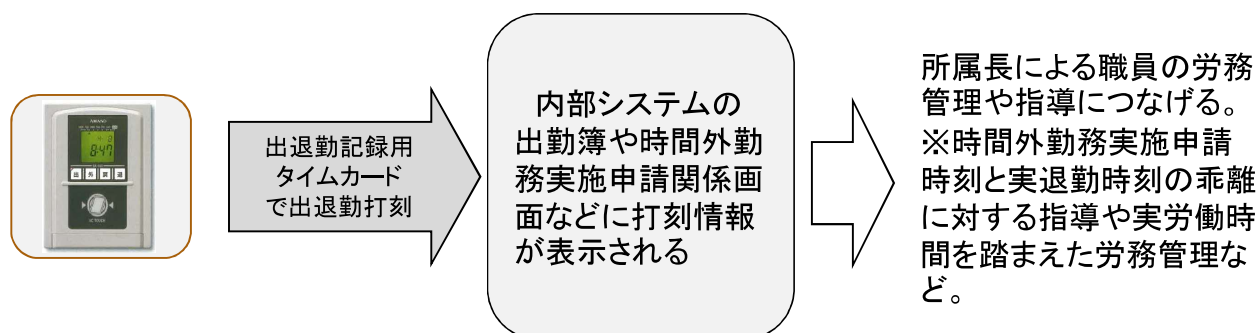 8:47
出退勤記録用
タイムカード
で出退勤打刻
内部システムの
出勤簿や時間外勤
務実施申請関係画
面などに打刻情報
が表示される
所属長による職員の労務
管理や指導につなげる。
※時間外勤務実施申請
時刻と実退勤時刻の乖離
に対する指導や実労働時
間を踏まえた労務管理な
ど。